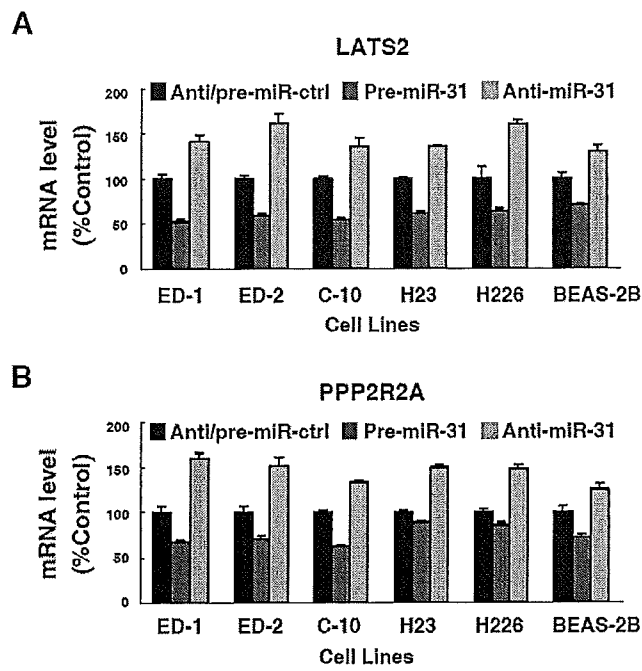 A
LATS2
Anti/pre-miR-ctrl Pre-miR-31 Anti-miR-31
mRNA level
(%Control)
200
150
100
50
0
ED-1 ED-2 C-10 H23 H226 BEAS-2B
Cell Lines
B
PPP2R2A
Anti/pre-miR-ctrl Pre-miR-31 Anti-miR-31
mRNA level
(%Control)
200
150
100
50
0
ED-1 ED-2 C-10 H23 H226 BEAS-2B
Cell Lines